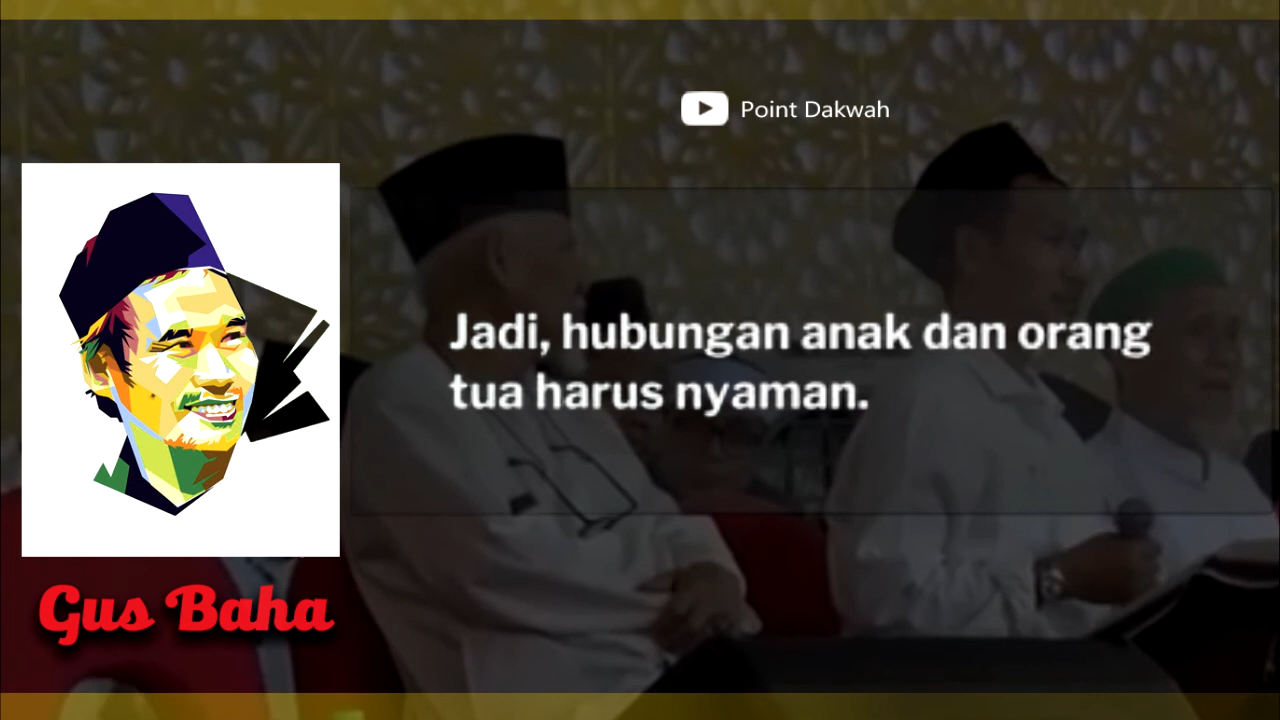 Point Dakwah
Jadi, hubungan anak dan orang
tua harus nyaman.
Gus Baha